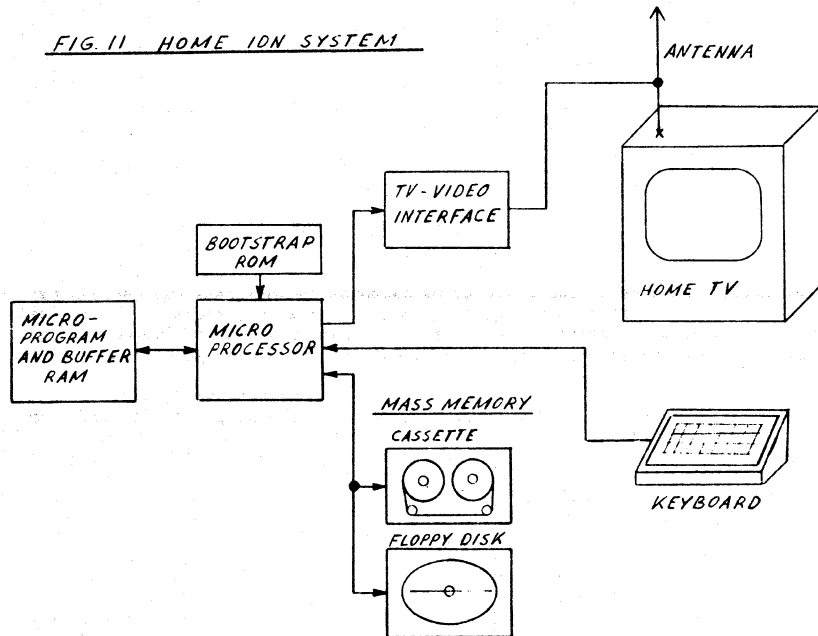 FIG. 11 HOME IDN SYSTEM
ANTENNA
TV-VIDEO
INTERFACE
BOOTSTRAP
ROM
HOME TV
MICRO-
PROGRAM
AND BUFFER
RAM
MICRO
PROCESSOR
MASS MEMORY
CASSETTE
KEYBOARD
FLOPPY DISK